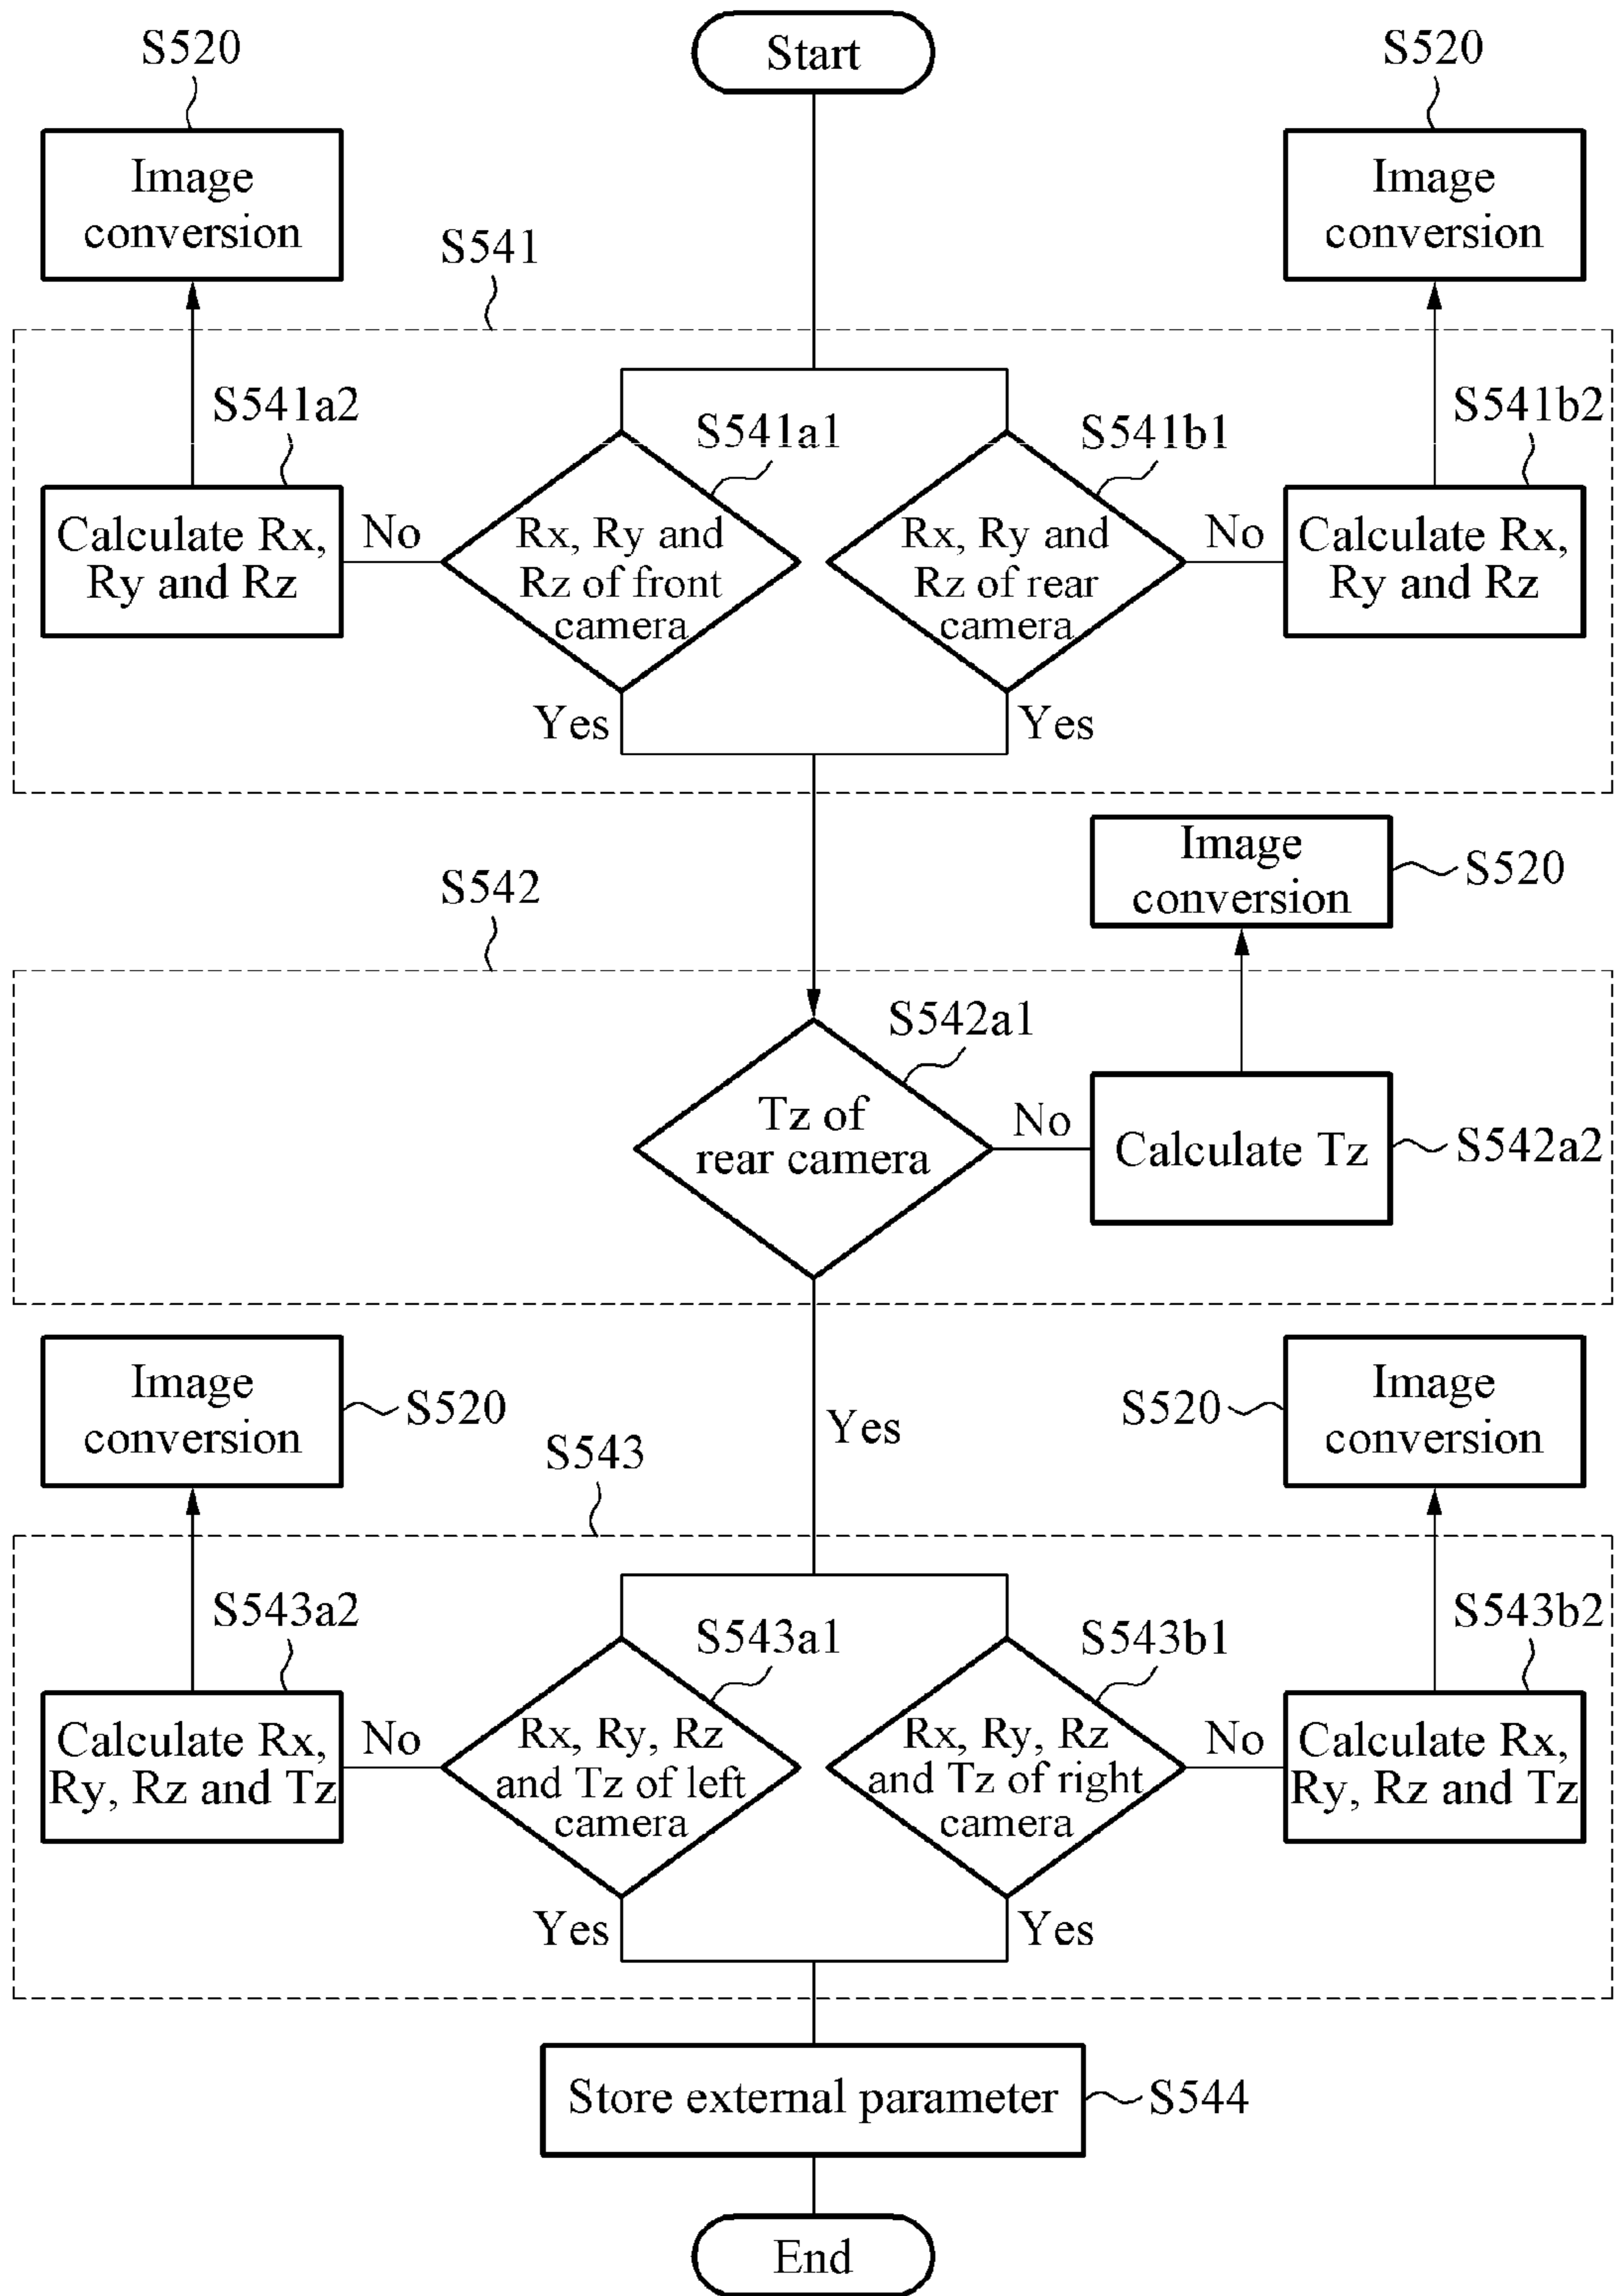 Start
S520
Image
conversion
S520
Image
conversion
S541
S541a2
Calculate Rx,
Ry and Rz
No
S541a1
Rx, Ry and
Rz of front
camera
Yes
S541b1
Rx, Ry and
Rz of rear
camera
Yes
No
S541b2
Calculate Rx,
Ry and Rz
Image
conversion
S520
S542
S542a1
Tz of
rear camera
No
Calculate Tz
S542a2
Yes
Image
conversion
S520
S520
Image
conversion
S543
S543a2
Calculate Rx,
Ry, Rz and Tz
No
S543a1
Rx, Ry, Rz
and Tz of left
camera
Yes
S543b1
Rx, Ry, Rz
and Tz of right
camera
Yes
No
S543b2
Calculate Rx,
Ry, Rz and Tz
Store external parameter
S544
End